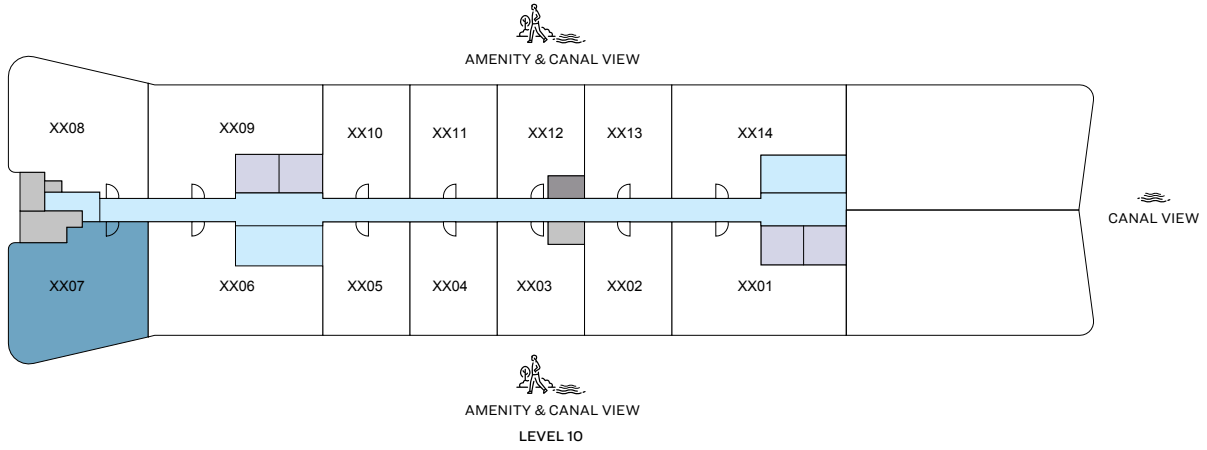 AMENITY & CANAL VIEW
XX08
XX09
XX10
XX11
XX12
XX13
XX14
CANAL VIEW
XX07
XX06
XX05
XX04
XX03
XX02
XX01
AMENITY & CANAL VIEW
LEVEL 10